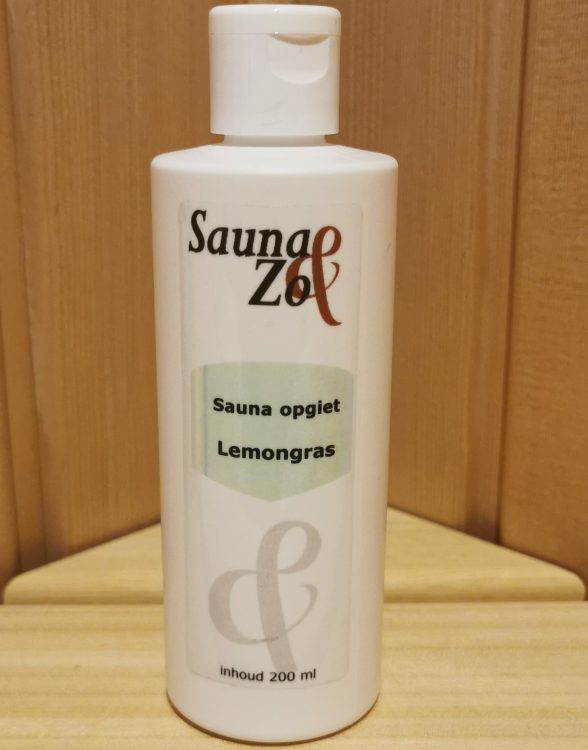 Sauna &
Zo
Sauna opgiet
Lemongras
&
inhoud 200 ml